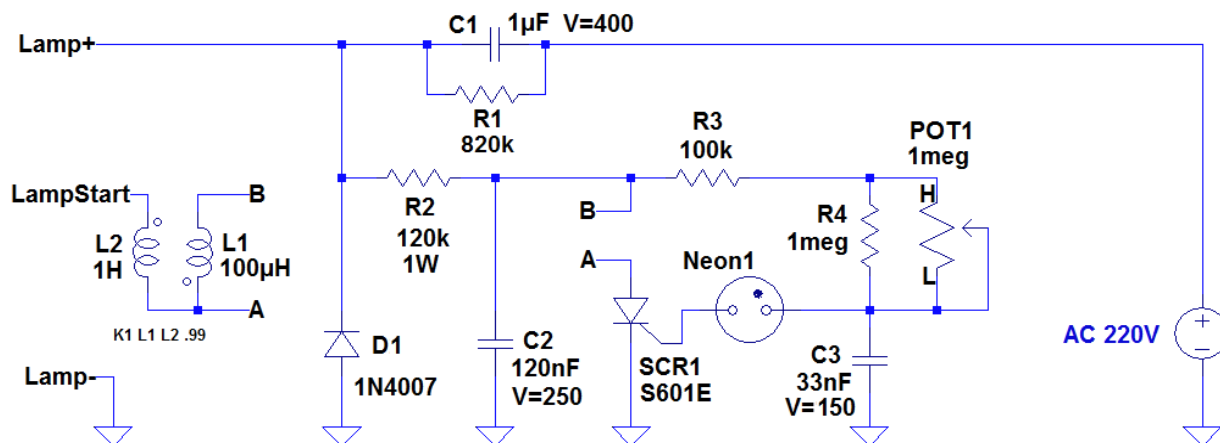 Lamp+
C1
1µF
V=400
R1
820k
R3
100k
POT1
1meg
LampStart
B
L2
1H
L1
100µH
A
K1 L1 L2 .99
R2
120k
1W
B
A
R4
1meg
H
L
Neon1
Lamp-
D1
1N4007
C2
120nF
V=250
SCR1
S601E
C3
33nF
V=150
AC 220V